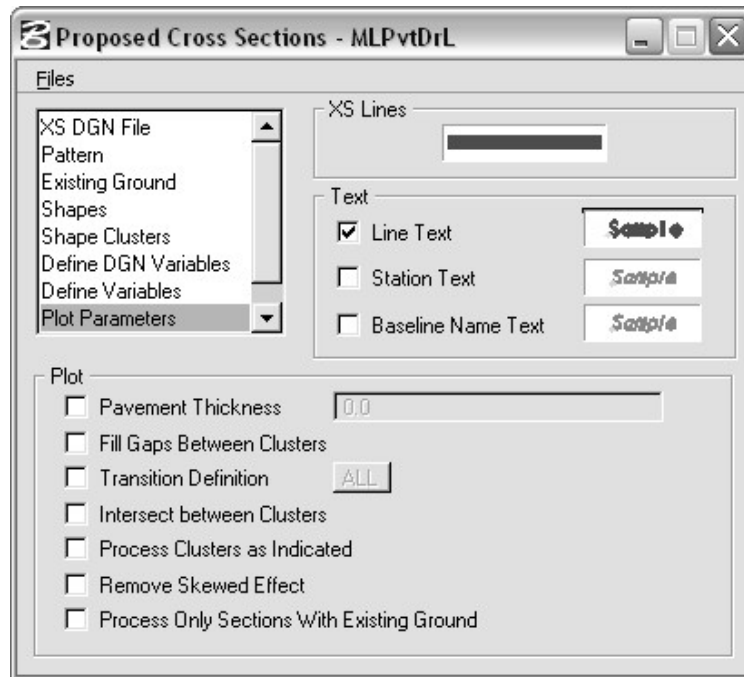 Proposed Cross Sections - MLPvtDrL
Files
XS DGN File
Pattern
Existing Ground
Shapes
Shape Clusters
Define DGN Variables
Define Variables
Plot Parameters
XS Lines
Text
Line Text Sample
Station Text Sample
Baseline Name Text Sample
Plot
Pavement Thickness 0.0
Fill Gaps Between Clusters
Transition Definition ALL
Intersect between Clusters
Process Clusters as Indicated
Remove Skewed Effect
Process Only Sections With Existing Ground